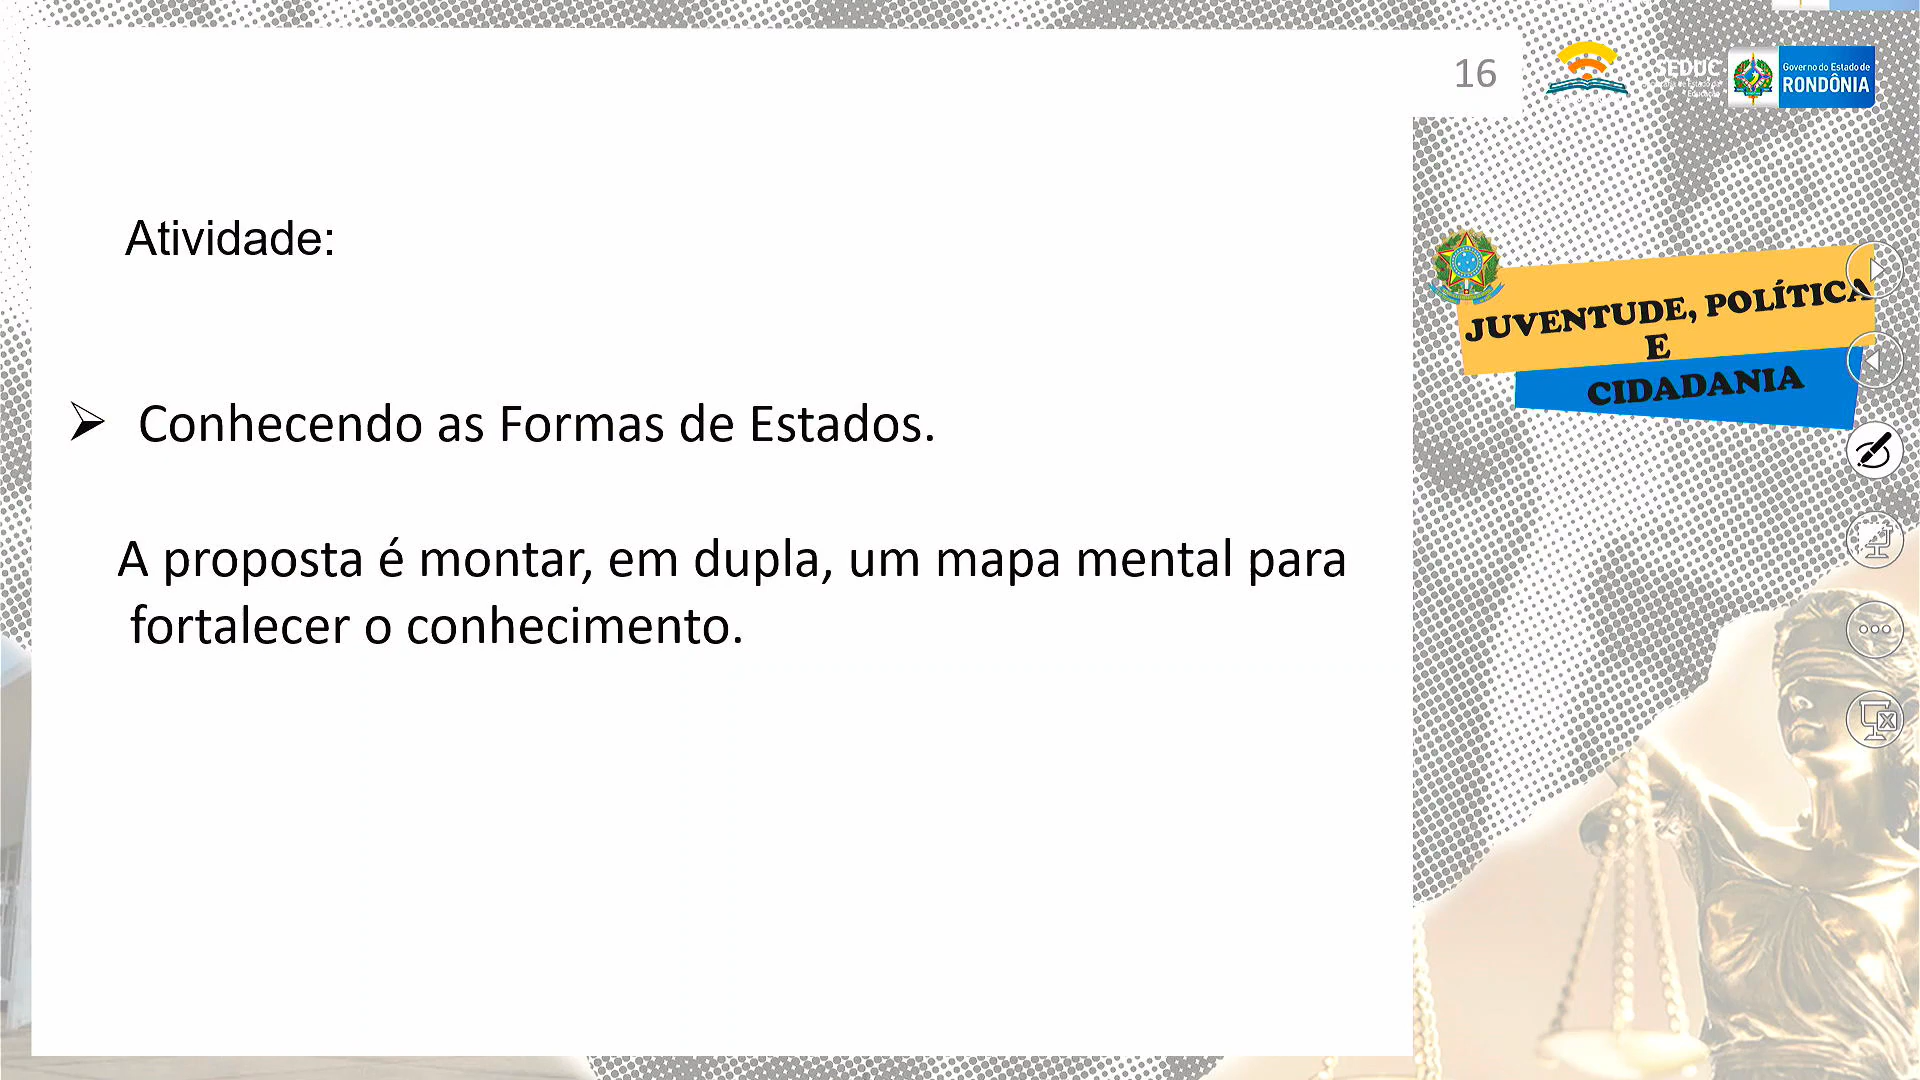 16
SEDUC
Governo do Estado de
RONDÔNIA
Atividade:
JUVENTUDE, POLÍTICA
E
CIDADANIA
➢ Conhecendo as Formas de Estados.
A proposta é montar, em dupla, um mapa mental para
fortalecer o conhecimento.